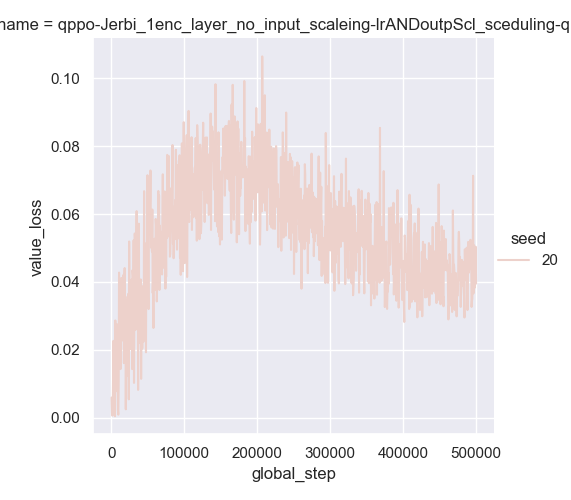 name = qppo-Jerbi_1enc_layer_no_input_scaleing-lrANDoutpScl_sceduling-q
0.10
0.08
0.06
0.04
0.02
0.00
value_loss
0 100000 200000 300000 400000 500000
global_step
seed
20